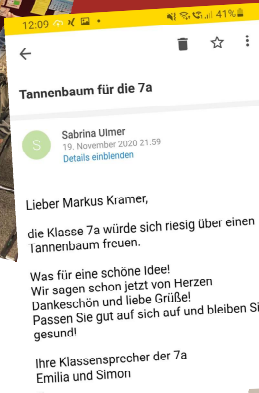 12:09
41%
Tannenbaum für die 7a
S
Sabrina Ulmer
19. November 2020 21:59
Details einblenden
Lieber Markus Kramer,
die Klasse 7a würde sich riesig über einen
Tannenbaum freuen.
Was für eine schöne Idee!
Wir sagen schon jetzt von Herzen
Dankeschön und liebe Grüße!
Passen Sie gut auf sich auf und bleiben Si
gesund!
Ihre Klassensprecher der 7a
Emilia und Simon